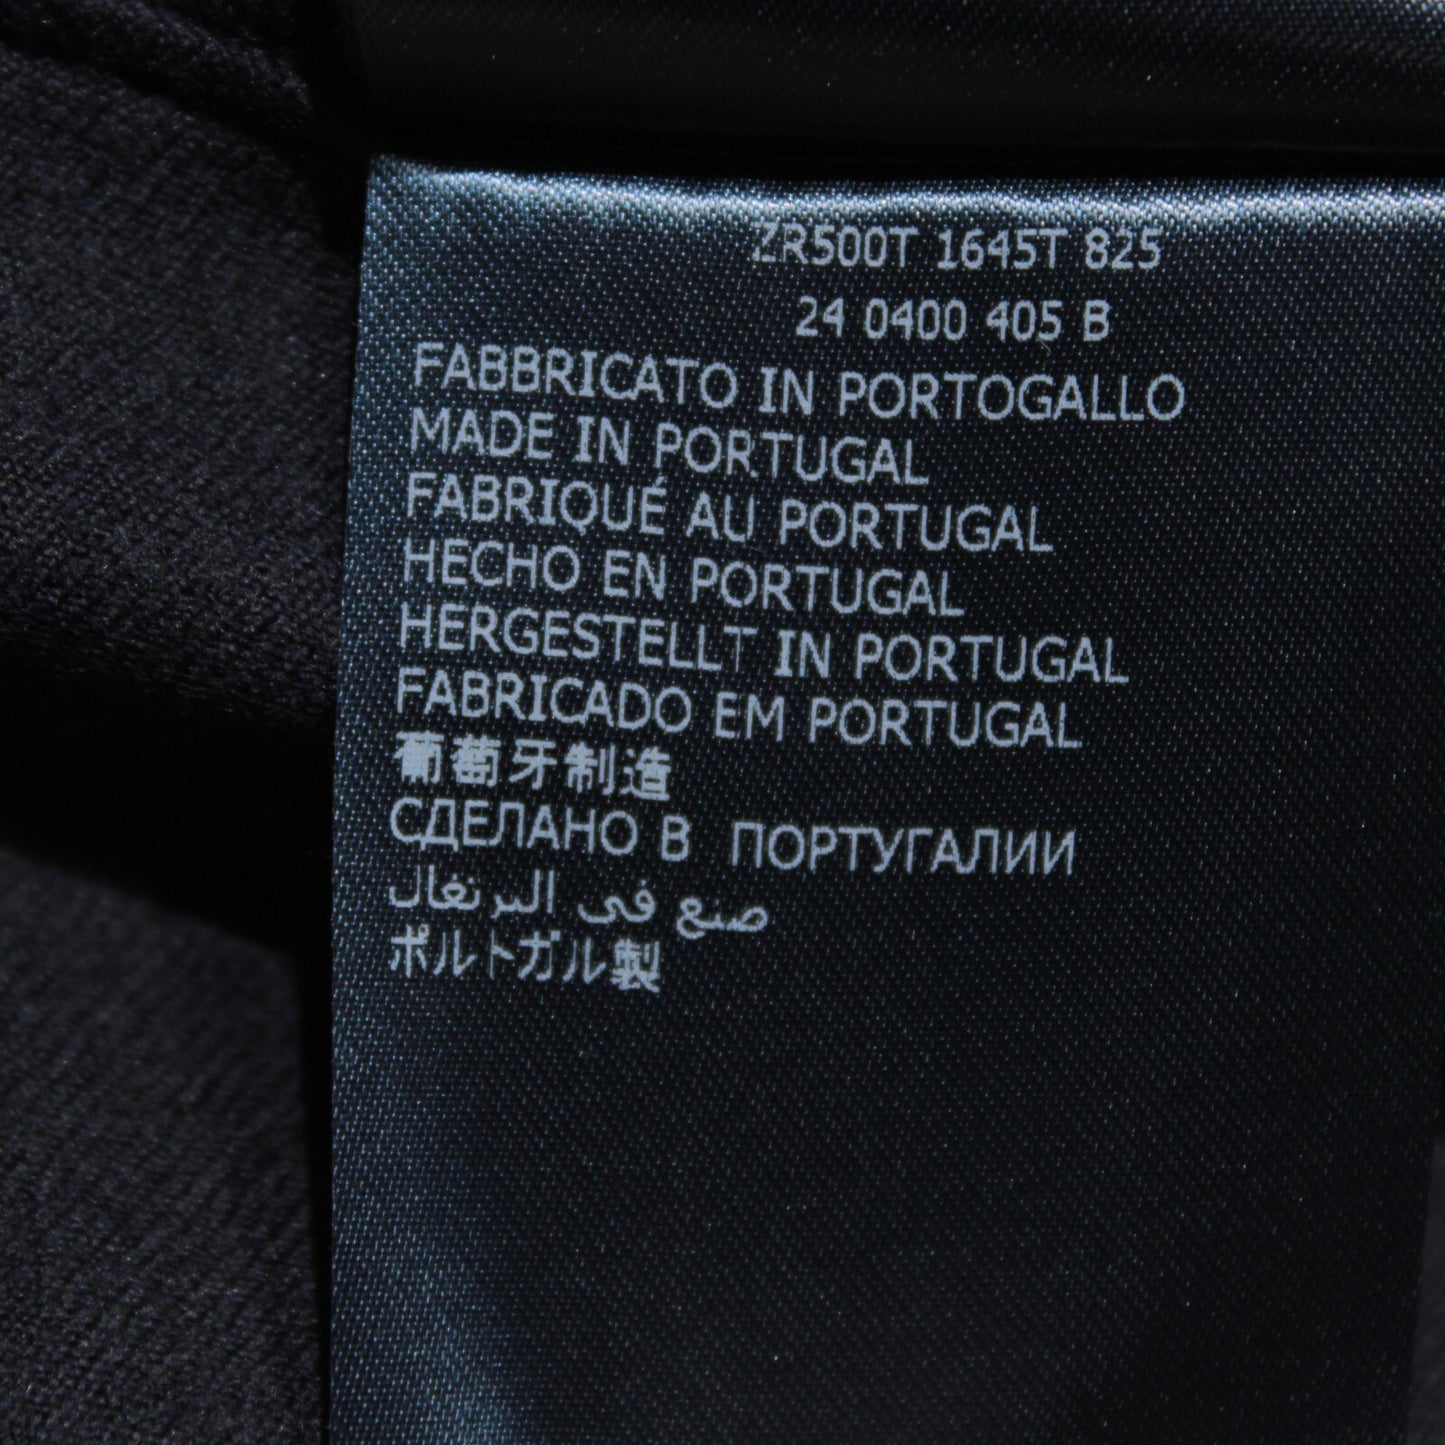 ZR500T 1645T 825
24 0400 405 B
FABBRICATO IN PORTOGALLO
MADE IN PORTUGAL
FABRIQUÉ AU PORTUGAL
HECHO EN PORTUGAL
HERGESTELLT IN PORTUGAL
FABRICADO EM PORTUGAL
葡萄牙制造
СДЕЛАНО В ПОРТУГАЛИИ
صنع في البرتغال
ポルトガル製